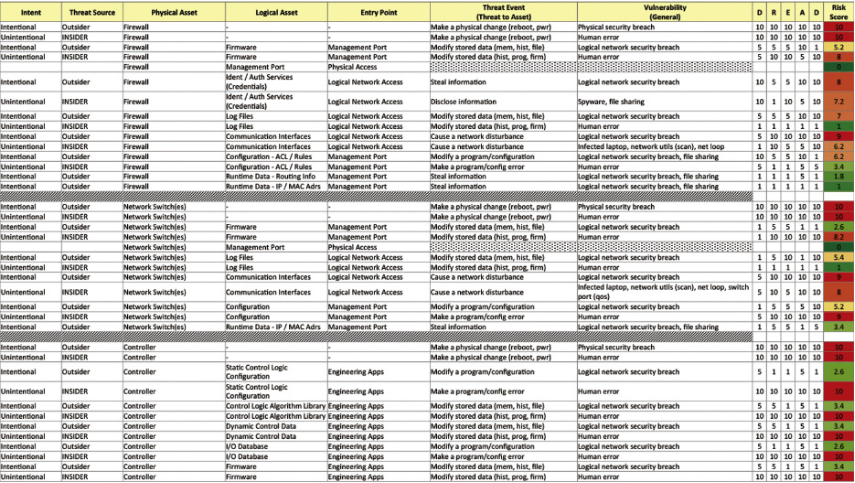 Intent Threat Source Physical Asset Logical Asset Entry Point Threat Event (Threat to Asset) Vulnerability (General) D R E A D Risk Score
Intentional Outsider Firewall - - Make a physical change (reboot, pwr) Physical security breach 10 10 10 10 10 10
Unintentional INSIDER Firewall - - Make a physical change (reboot, pwr) Human error 10 10 10 10 10 10
Intentional Outsider Firewall Firmware Management Port Modify stored data (mem, hist, file) Logical network security breach 5 5 5 10 1 5.2
Unintentional INSIDER Firewall Firmware Management Port Modify stored data (hist, prog, firm) Human error 5 10 10 5 10 8
Firewall Management Port Physical Access 0
Intentional Outsider Firewall Ident / Auth Services (Credentials) Logical Network Access Steal information Logical network security breach 10 5 5 10 10 8
Unintentional INSIDER Firewall Ident / Auth Services (Credentials) Logical Network Access Disclose information Spyware, file sharing 10 1 10 5 10 7.2
Intentional Outsider Firewall Log Files Logical Network Access Modify stored data (mem, hist, file) Logical network security breach 5 5 5 10 10 7
Unintentional INSIDER Firewall Log Files Logical Network Access Modify stored data (hist, prog, firm) Human error 1 1 1 1 1 1
Intentional Outsider Firewall Communication Interfaces Logical Network Access Cause a network disturbance Logical network security breach 5 10 10 10 10 9
Unintentional INSIDER Firewall Communication Interfaces Logical Network Access Cause a network disturbance Infected laptop, network utils (scan), net loop 1 10 10 5 5 6.2
Intentional Outsider Firewall Configuration - ACL / Rules Management Port Modify a program/configuration Logical network security breach, file sharing 10 5 5 10 1 6.2
Unintentional INSIDER Firewall Configuration - ACL / Rules Management Port Make a program/config error Human error 5 1 1 5 5 3.4
Intentional Outsider Firewall Runtime Data - Routing Info Management Port Steal information Logical network security breach, file sharing 1 1 1 1 5 1.8
Intentional Outsider Firewall Runtime Data - IP / MAC Adrs Management Port Steal information Logical network security breach, file sharing 1 1 1 1 1 1
Intentional Outsider Network Switch(es) - - Make a physical change (reboot, pwr) Physical security breach 10 10 10 10 10 10
Unintentional INSIDER Network Switch(es) - - Make a physical change (reboot, pwr) Human error 10 10 10 10 10 10
Intentional Outsider Network Switch(es) Firmware Management Port Modify stored data (mem, hist, file) Logical network security breach 1 5 5 1 1 2.6
Unintentional INSIDER Network Switch(es) Firmware Management Port Modify stored data (hist, prog, firm) Human error 1 10 10 10 10 8.2
Network Switch(es) Management Port Physical Access 0
Intentional Outsider Network Switch(es) Log Files Logical Network Access Modify stored data (mem, hist, file) Logical network security breach 1 5 10 1 10 5.4
Unintentional INSIDER Network Switch(es) Log Files Logical Network Access Modify stored data (hist, prog, firm) Human error 1 1 1 1 1 1
Intentional Outsider Network Switch(es) Communication Interfaces Logical Network Access Cause a network disturbance Logical network security breach 5 10 10 10 10 9
Unintentional INSIDER Network Switch(es) Communication Interfaces Logical Network Access Cause a network disturbance Infected laptop, network utils (scan), net loop, switch port (qos) 5 10 5 10 10 8
Intentional Outsider Network Switch(es) Configuration Management Port Modify a program/configuration Logical network security breach 1 5 5 5 10 5.2
Unintentional INSIDER Network Switch(es) Configuration Management Port Make a program/config error Human error 5 10 10 10 10 9
Intentional Outsider Network Switch(es) Runtime Data - IP / MAC Adrs Management Port Steal information Logical network security breach, file sharing 1 5 5 1 5 3.4
Intentional Outsider Controller - - Make a physical change (reboot, pwr) Physical security breach 10 10 10 10 10 10
Unintentional INSIDER Controller - - Make a physical change (reboot, pwr) Human error 10 10 10 10 10 10
Intentional Outsider Controller Static Control Logic Configuration Engineering Apps Modify a program/configuration Logical network security breach 5 1 1 5 1 2.6
Unintentional INSIDER Controller Static Control Logic Configuration Engineering Apps Make a program/config error Human error 10 10 10 10 10 10
Intentional Outsider Controller Control Logic Algorithm Library Engineering Apps Modify stored data (mem, hist, file) Logical network security breach 5 5 1 5 1 3.4
Unintentional INSIDER Controller Control Logic Algorithm Library Engineering Apps Modify stored data (hist, prog, firm) Human error 10 10 10 10 10 10
Intentional Outsider Controller Dynamic Control Data Engineering Apps Modify stored data (mem, hist, file) Logical network security breach 5 5 1 5 1 3.4
Unintentional INSIDER Controller Dynamic Control Data Engineering Apps Modify stored data (hist, prog, firm) Human error 10 10 10 10 10 10
Intentional Outsider Controller I/O Database Engineering Apps Modify a program/configuration Logical network security breach 5 1 1 5 1 2.6
Unintentional INSIDER Controller I/O Database Engineering Apps Make a program/config error Human error 10 10 10 10 10 10
Intentional Outsider Controller Firmware Engineering Apps Modify stored data (mem, hist, file) Logical network security breach 5 5 1 5 1 3.4
Unintentional INSIDER Controller Firmware Engineering Apps Modify stored data (hist, prog, firm) Human error 10 10 10 10 10 10